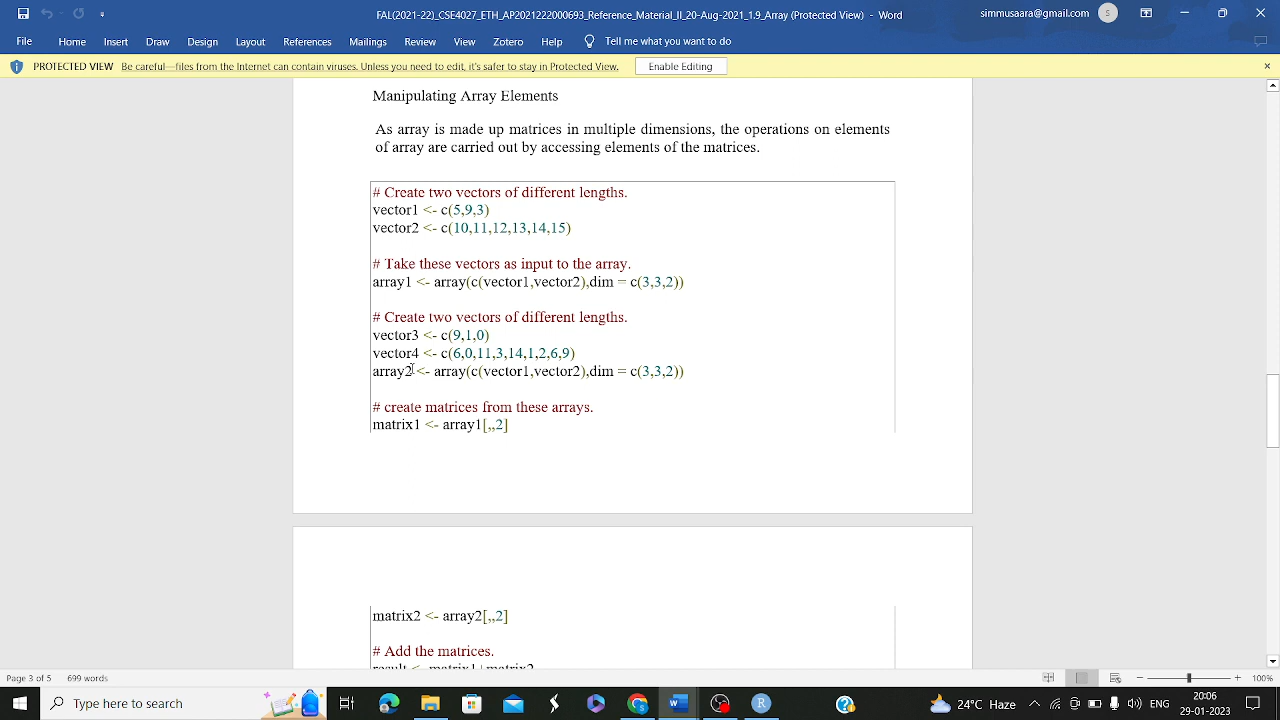 FAL(2021-22)_CSE4027_ETH_AP2021222000693_Reference_Material_II_20-Aug-2021_1.9_Array (Protected View) - Word
simmusaara@gmail.com
S
File Home Insert Draw Design Layout References Mailings Review View Zotero Help Tell me what you want to do
PROTECTED VIEW Be careful—files from the Internet can contain viruses. Unless you need to edit, it's safer to stay in Protected View. Enable Editing
Manipulating Array Elements
As array is made up matrices in multiple dimensions, the operations on elements
of array are carried out by accessing elements of the matrices.
# Create two vectors of different lengths.
vector1 <- c(5,9,3)
vector2 <- c(10,11,12,13,14,15)
# Take these vectors as input to the array.
array1 <- array(c(vector1,vector2),dim = c(3,3,2))
# Create two vectors of different lengths.
vector3 <- c(9,1,0)
vector4 <- c(6,0,11,3,14,1,2,6,9)
array2 <- array(c(vector1,vector2),dim = c(3,3,2))
# create matrices from these arrays.
matrix1 <- array1[,,2]
matrix2 <- array2[,,2]
# Add the matrices.
result <- matrix1+matrix2
Page 3 of 5 699 words
100%
Type here to search
24°C Haze
ENG
20:06
29-01-2023